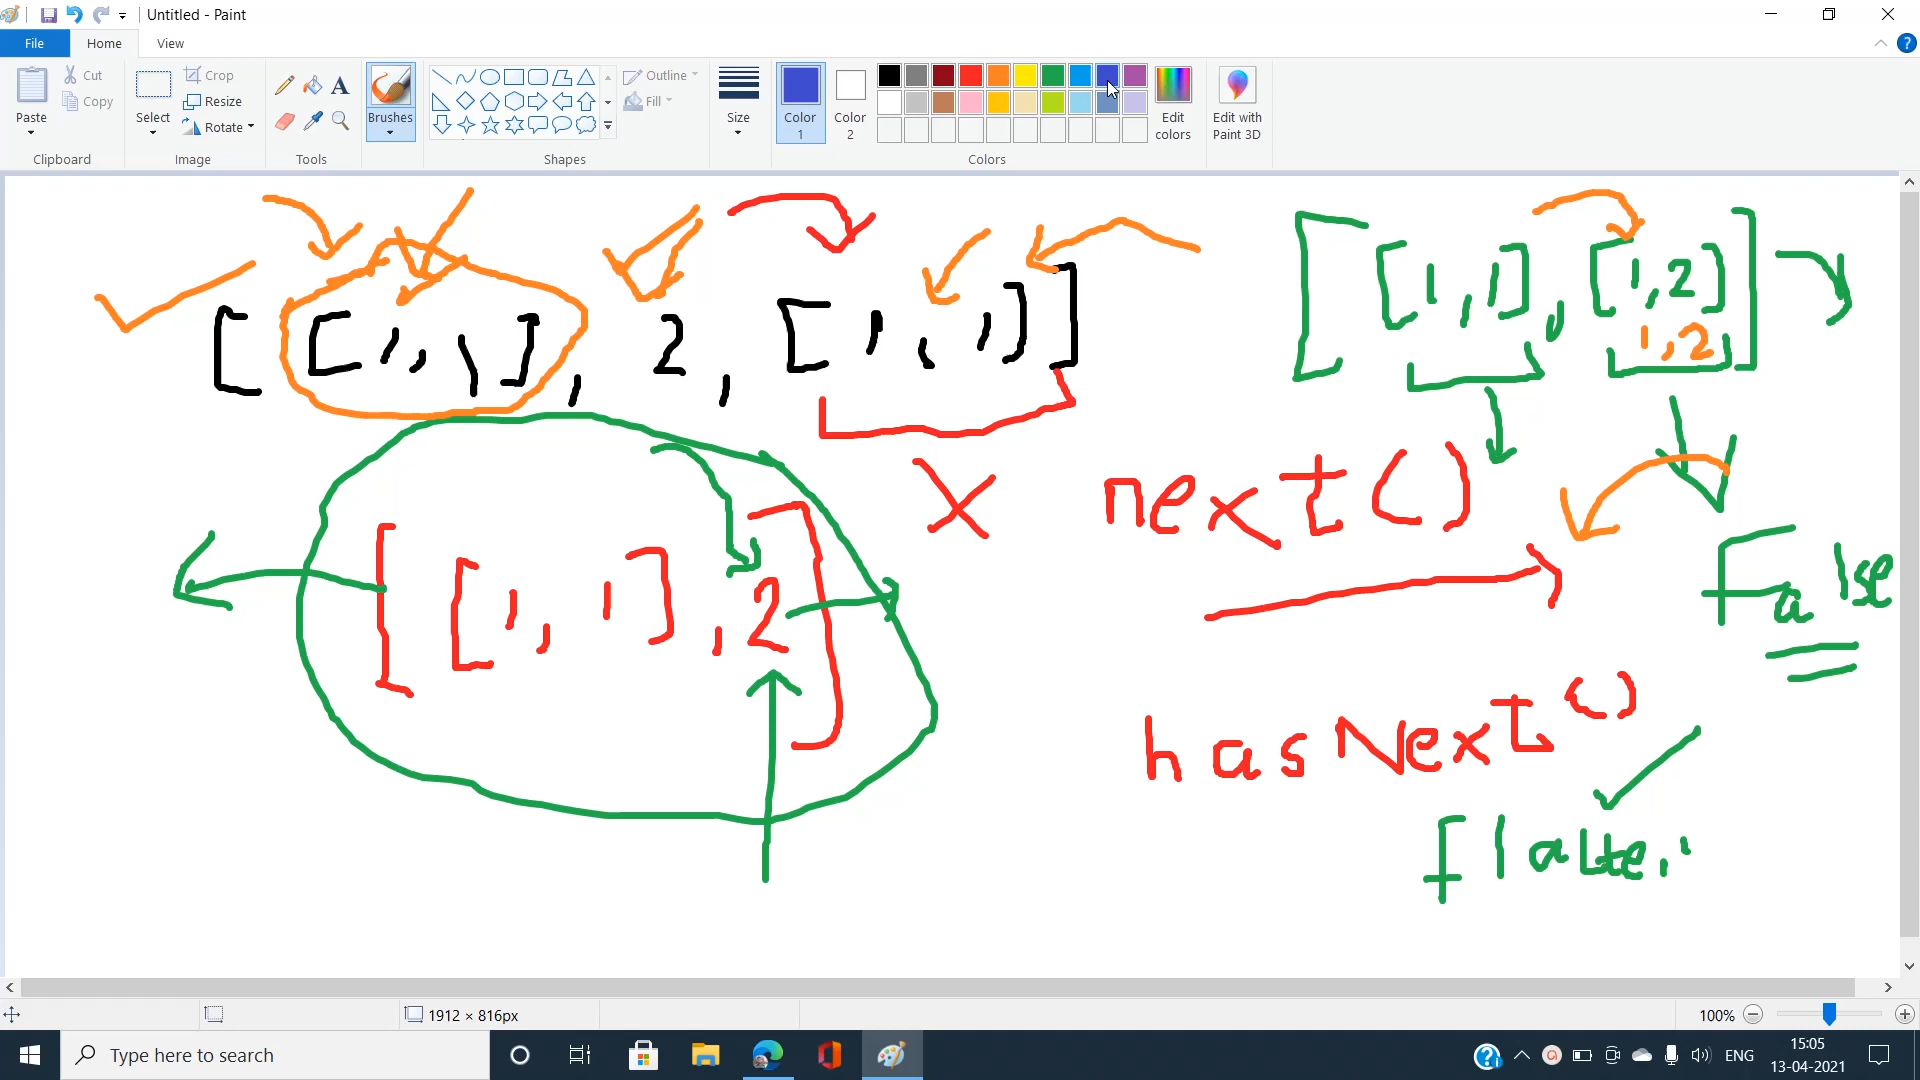 Untitled - Paint
File Home View
Paste Cut Copy
Clipboard
Select Crop Resize Rotate
Image
Tools
Brushes
Shapes
Outline Fill
Size
Color 1 Color 2
Edit colors
Colors
Edit with Paint 3D
[ [ 1 , 1 ] , 2 , [ 1 , 1 ] ]
[ [ 1 , 1 ] , [ 1 , 2 ] ]
1 , 2
[ [ 1 , 1 ] , 2 ]
X next()
False
hasNext()
1912 × 816px
100%
Type here to search
ENG
15:05
13-04-2021